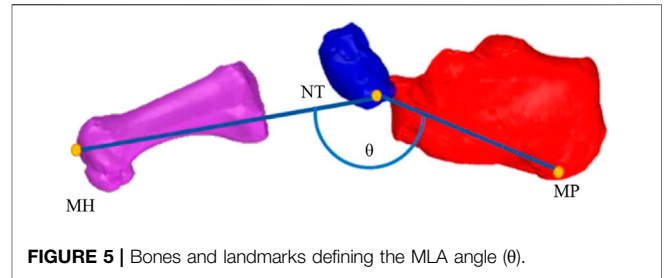 NT
θ
MH
MP
FIGURE 5 | Bones and landmarks defining the MLA angle (θ).